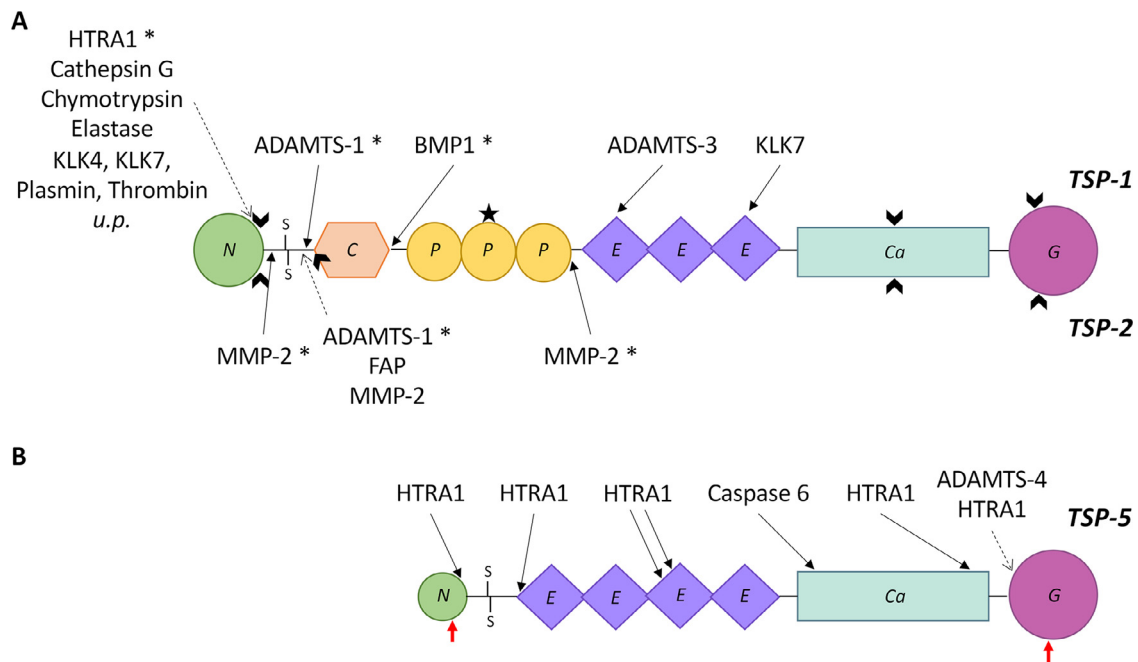 A
HTRA1 *
Cathepsin G
Chymotrypsin
Elastase
KLK4, KLK7,
Plasmin, Thrombin
u.p.
ADAMTS-1 *
BMP1 *
ADAMTS-3
KLK7
TSP-1
N
S
S
C
P
P
P
E
E
E
Ca
G
TSP-2
MMP-2 *
ADAMTS-1 *
FAP
MMP-2
MMP-2 *
B
HTRA1
HTRA1
HTRA1
Caspase 6
HTRA1
ADAMTS-4
HTRA1
TSP-5
N
S
S
E
E
E
E
Ca
G